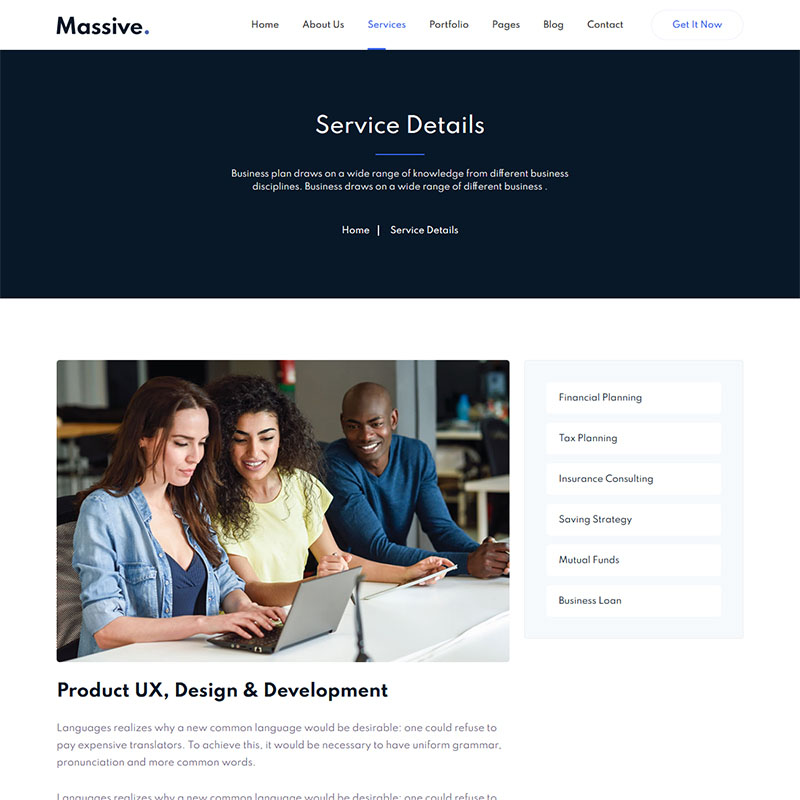 Massive.
Home About Us Services Portfolio Pages Blog Contact Get It Now
Service Details
Business plan draws on a wide range of knowledge from different business
disciplines. Business draws on a wide range of different business .
Home | Service Details
Financial Planning
Tax Planning
Insurance Consulting
Saving Strategy
Mutual Funds
Business Loan
Product UX, Design & Development
Languages realizes why a new common language would be desirable: one could refuse to
pay expensive translators. To achieve this, it would be necessary to have uniform grammar,
pronunciation and more common words.
Languages realizes why a new common language would be desirable: one could refuse to